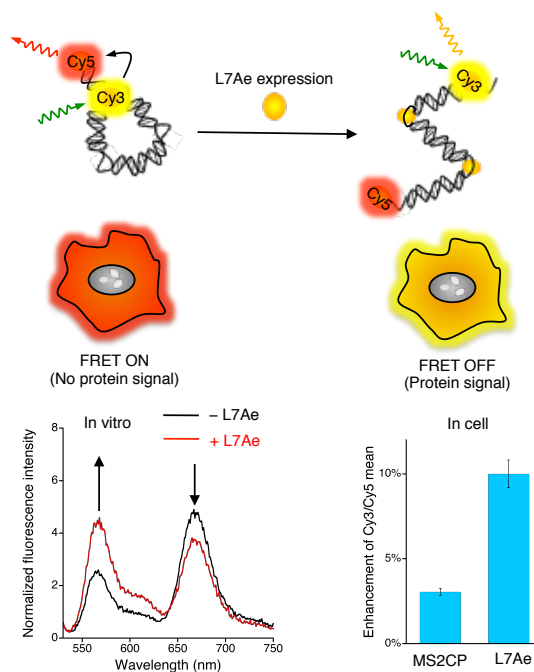 Cy5
Cy3
L7Ae expression
Cy3
Cy5
FRET ON
(No protein signal)
FRET OFF
(Protein signal)
In vitro
– L7Ae
+ L7Ae
Normalized fluorescence intensity
8
6
4
2
0
550
600
650
700
750
Wavelength (nm)
In cell
Enhancement of Cy3/Cy5 mean
10%
5%
0%
MS2CP
L7Ae